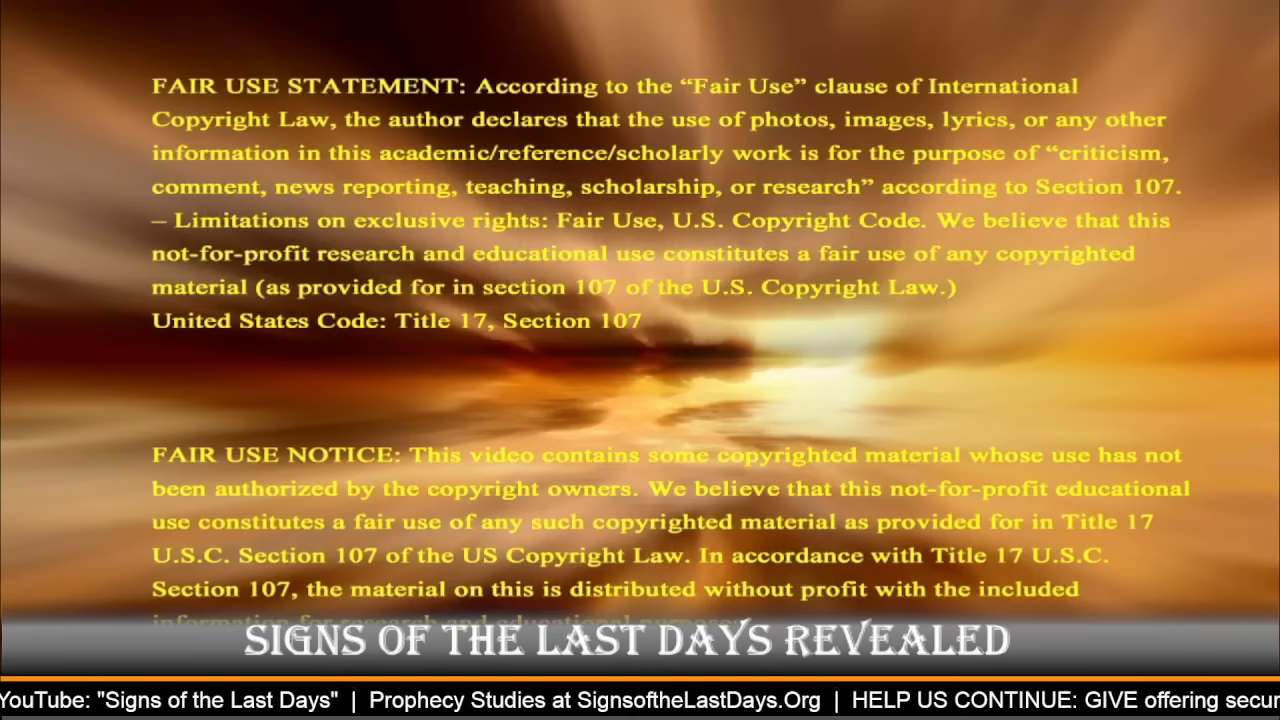 FAIR USE STATEMENT: According to the “Fair Use” clause of International
Copyright Law, the author declares that the use of photos, images, lyrics, or any other
information in this academic/reference/scholarly work is for the purpose of “criticism,
comment, news reporting, teaching, scholarship, or research” according to Section 107.
– Limitations on exclusive rights: Fair Use, U.S. Copyright Code. We believe that this
not-for-profit research and educational use constitutes a fair use of any copyrighted
material (as provided for in section 107 of the U.S. Copyright Law.)
United States Code: Title 17, Section 107
FAIR USE NOTICE: This video contains some copyrighted material whose use has not
been authorized by the copyright owners. We believe that this not-for-profit educational
use constitutes a fair use of any such copyrighted material as provided for in Title 17
U.S.C. Section 107 of the US Copyright Law. In accordance with Title 17 U.S.C.
Section 107, the material on this is distributed without profit with the included
information for research and educational purposes
SIGNS OF THE LAST DAYS REVEALED
YouTube: "Signs of the Last Days" | Prophecy Studies at SignsoftheLastDays.Org | HELP US CONTINUE: GIVE offering secur